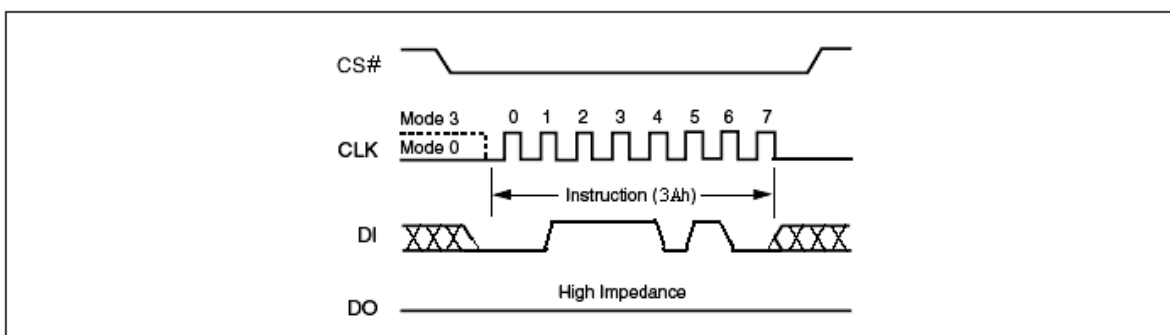 CS#
Mode 3
0 1 2 3 4 5 6 7
CLK
Mode 0
Instruction (3Ah)
DI
High Impedance
DO